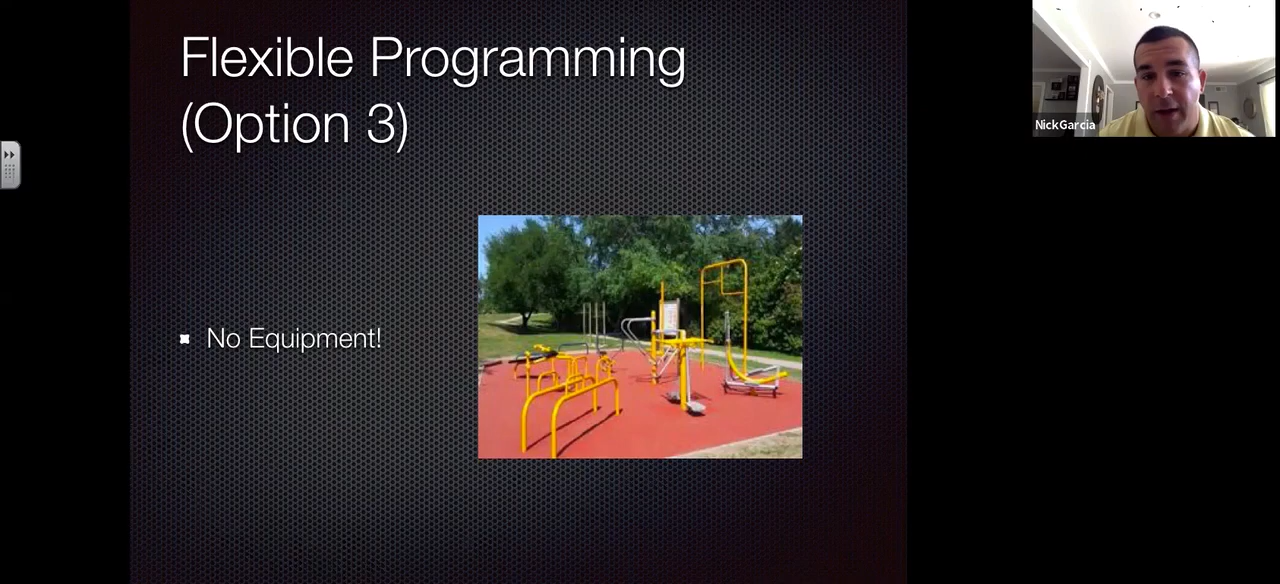 Flexible Programming
(Option 3)
No Equipment!
NickGarcia